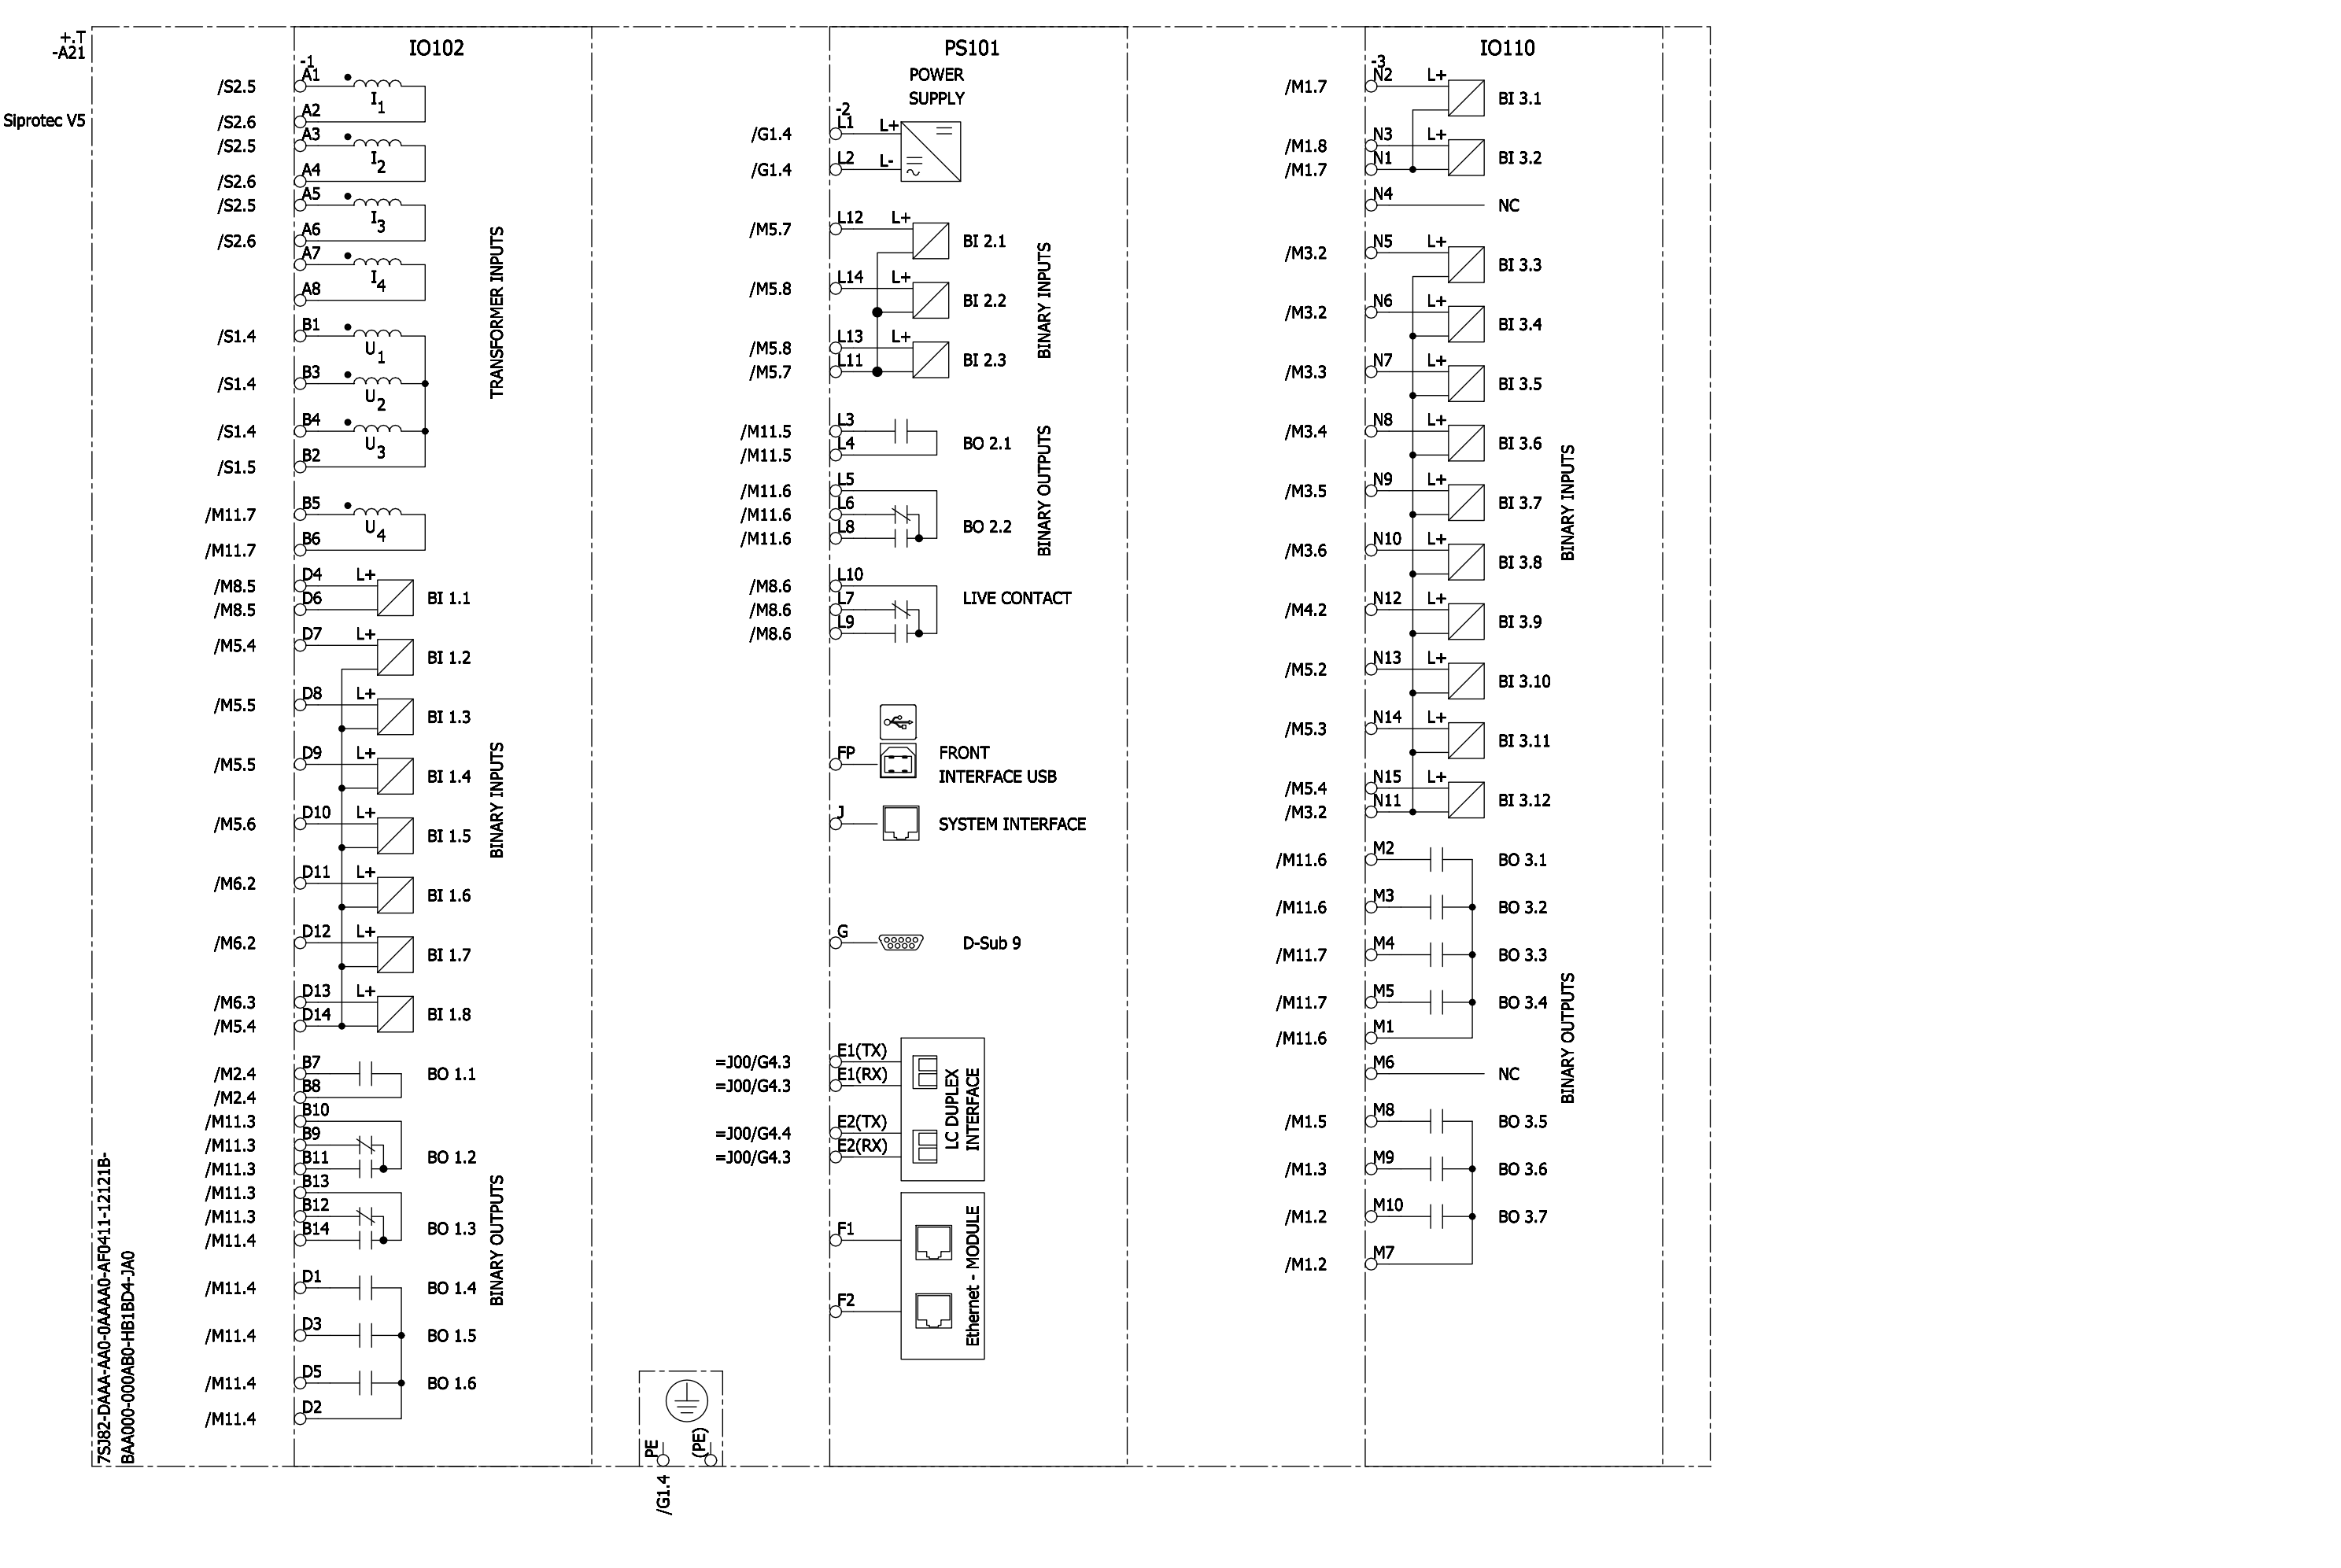 +.T
-A21
Siprotec V5
7SJ82-DAAA-AA0-0AAAA0-AF0411-12121B-
BAA000-000AB0-HB1BD4-JA0
IO102
-1
/S2.5 A1 I1
/S2.6 A2
/S2.5 A3 I2
/S2.6 A4
/S2.5 A5 I3
/S2.6 A6
A7 I4
A8
TRANSFORMER INPUTS
/S1.4 B1 U1
/S1.4 B3 U2
/S1.4 B4 U3
/S1.5 B2
/M11.7 B5 U4
/M11.7 B6
/M8.5 D4 L+ BI 1.1
/M8.5 D6
/M5.4 D7 L+ BI 1.2
/M5.5 D8 L+ BI 1.3
/M5.5 D9 L+ BI 1.4
/M5.6 D10 L+ BI 1.5
/M6.2 D11 L+ BI 1.6
/M6.2 D12 L+ BI 1.7
/M6.3 D13 L+ BI 1.8
/M5.4 D14
BINARY INPUTS
/M2.4 B7 BO 1.1
/M2.4 B8
/M11.3 B10
/M11.3 B9 BO 1.2
/M11.3 B11
/M11.3 B13
/M11.3 B12 BO 1.3
/M11.4 B14
/M11.4 D1 BO 1.4
/M11.4 D3 BO 1.5
/M11.4 D5 BO 1.6
/M11.4 D2
BINARY OUTPUTS
PE
(PE)
/G1.4
PS101
POWER
SUPPLY
-2
/G1.4 L1 L+
/G1.4 L2 L-
/M5.7 L12 L+ BI 2.1
/M5.8 L14 L+ BI 2.2
/M5.8 L13 L+ BI 2.3
/M5.7 L11
BINARY INPUTS
/M11.5 L3 BO 2.1
/M11.5 L4
/M11.6 L5
/M11.6 L6 BO 2.2
/M11.6 L8
BINARY OUTPUTS
/M8.6 L10 LIVE CONTACT
/M8.6 L7
/M8.6 L9
FP FRONT
INTERFACE USB
J SYSTEM INTERFACE
G D-Sub 9
=J00/G4.3 E1(TX)
=J00/G4.3 E1(RX)
=J00/G4.4 E2(TX)
=J00/G4.3 E2(RX)
LC DUPLEX
INTERFACE
F1
F2
Ethernet - MODULE
IO110
-3
/M1.7 N2 L+ BI 3.1
/M1.8 N3 L+ BI 3.2
/M1.7 N1
N4 NC
/M3.2 N5 L+ BI 3.3
/M3.2 N6 L+ BI 3.4
/M3.3 N7 L+ BI 3.5
/M3.4 N8 L+ BI 3.6
/M3.5 N9 L+ BI 3.7
/M3.6 N10 L+ BI 3.8
/M4.2 N12 L+ BI 3.9
/M5.2 N13 L+ BI 3.10
/M5.3 N14 L+ BI 3.11
/M5.4 N15 L+ BI 3.12
/M3.2 N11
BINARY INPUTS
/M11.6 M2 BO 3.1
/M11.6 M3 BO 3.2
/M11.7 M4 BO 3.3
/M11.7 M5 BO 3.4
/M11.6 M1
M6 NC
/M1.5 M8 BO 3.5
/M1.3 M9 BO 3.6
/M1.2 M10 BO 3.7
/M1.2 M7
BINARY OUTPUTS